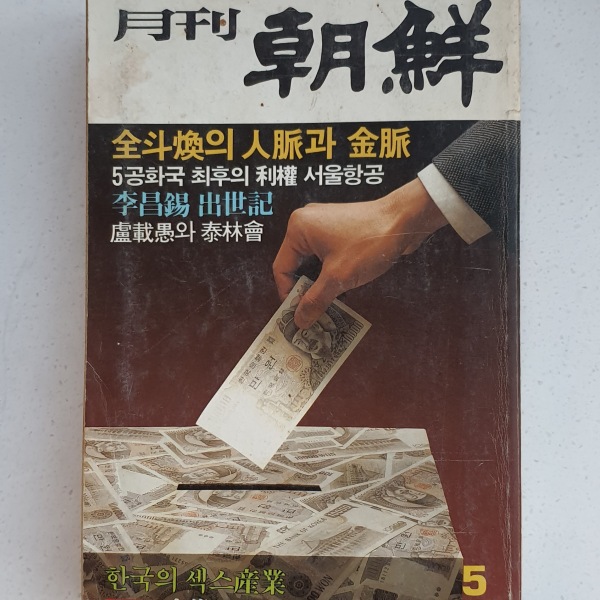 月刊 朝鮮
全斗煥의 人脈과 金脈
5공화국 최후의 利權 서울항공
李昌錫 出世記
盧載愚와 泰林會
한국의 섹스産業
5